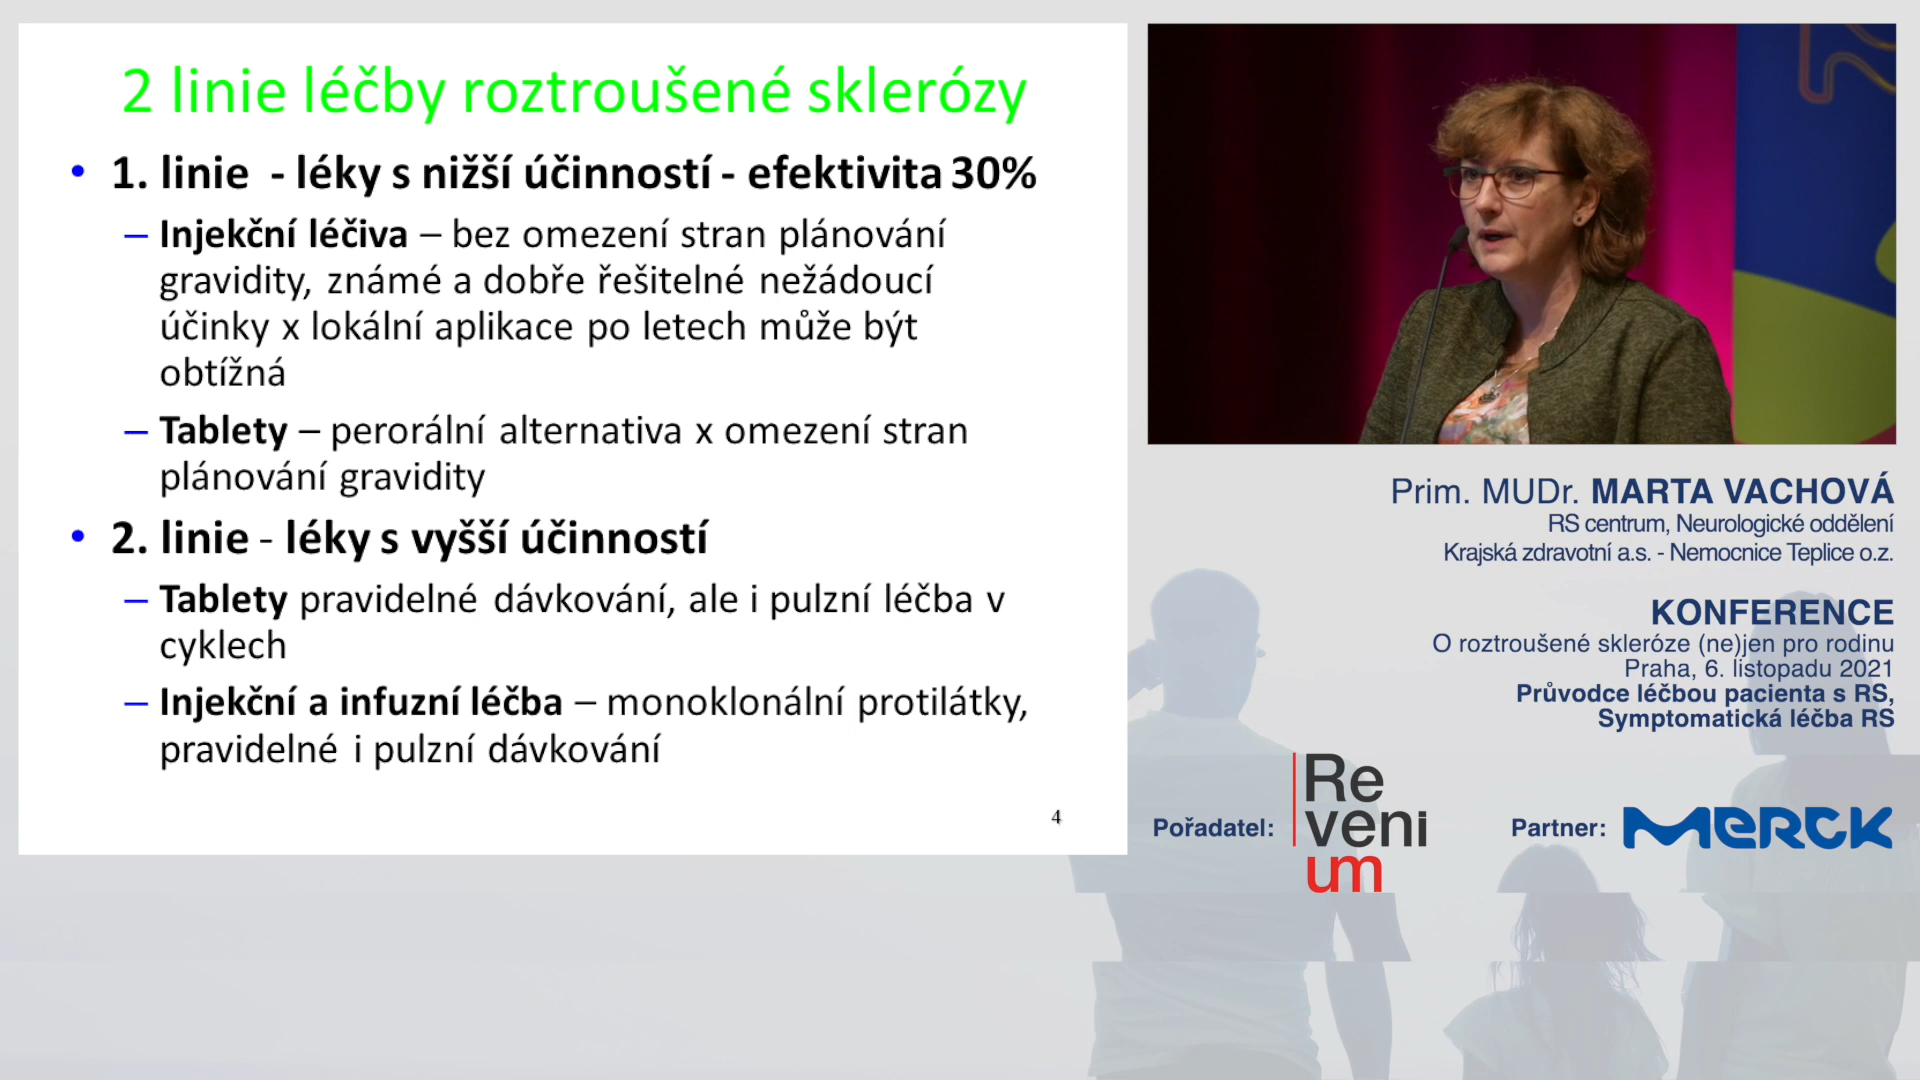 2 linie léčby roztroušené sklerózy
• 1. linie - léky s nižší účinností - efektivita 30%
– Injekční léčiva – bez omezení stran plánování
gravidity, známé a dobře řešitelné nežádoucí
účinky x lokální aplikace po letech může být
obtížná
– Tablety – perorální alternativa x omezení stran
plánování gravidity
• 2. linie - léky s vyšší účinností
– Tablety pravidelné dávkování, ale i pulzní léčba v
cyklech
– Injekční a infuzní léčba – monoklonální protilátky,
pravidelné i pulzní dávkování
4
Prim. MUDr. MARTA VACHOVÁ
RS centrum, Neurologické oddělení
Krajská zdravotní a.s. - Nemocnice Teplice o.z.
KONFERENCE
O roztroušené skleróze (ne)jen pro rodinu
Praha, 6. listopadu 2021
Průvodce léčbou pacienta s RS,
Symptomatická léčba RS
Pořadatel:
Re
veni
um
Partner:
MERCK